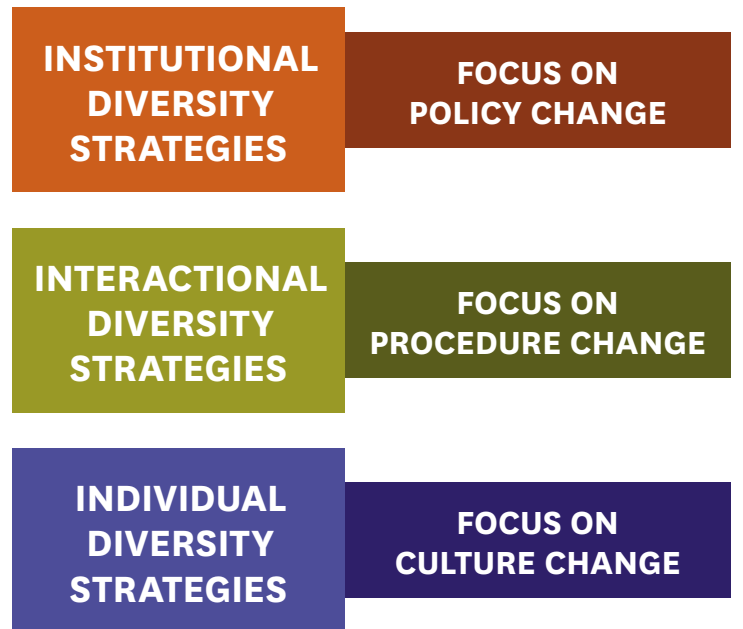 INSTITUTIONAL
DIVERSITY
STRATEGIES
FOCUS ON
POLICY CHANGE
INTERACTIONAL
DIVERSITY
STRATEGIES
FOCUS ON
PROCEDURE CHANGE
INDIVIDUAL
DIVERSITY
STRATEGIES
FOCUS ON
CULTURE CHANGE